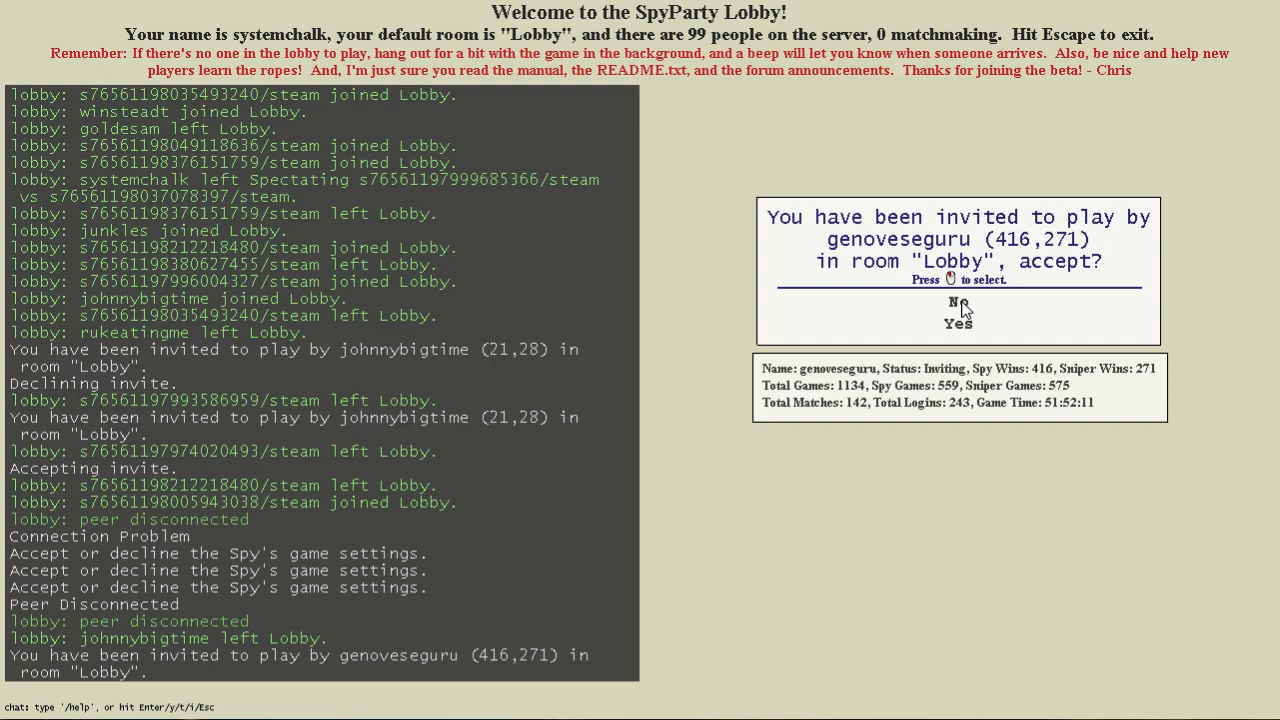 Welcome to the SpyParty Lobby!
Your name is systemchalk, your default room is "Lobby", and there are 99 people on the server, 0 matchmaking. Hit Escape to exit.
Remember: If there's no one in the lobby to play, hang out for a bit with the game in the background, and a beep will let you know when someone arrives. Also, be nice and help new
players learn the ropes! And, I'm just sure you read the manual, the README.txt, and the forum announcements. Thanks for joining the beta! - Chris
lobby: s76561198035493240/steam joined Lobby.
lobby: winsteadt joined Lobby.
lobby: goldesam left Lobby.
lobby: s76561198049118636/steam joined Lobby.
lobby: s76561198376151759/steam joined Lobby.
lobby: systemchalk left Spectating s76561197999685366/steam
vs s76561198037078397/steam.
lobby: s76561198376151759/steam left Lobby.
lobby: junkles joined Lobby.
lobby: s76561198212218480/steam joined Lobby.
lobby: s76561198380627455/steam left Lobby.
lobby: s76561197996004327/steam joined Lobby.
lobby: johnnybigtime joined Lobby.
lobby: s76561198035493240/steam left Lobby.
lobby: rukeatingme left Lobby.
You have been invited to play by johnnybigtime (21,28) in
room "Lobby".
Declining invite.
lobby: s76561197993586959/steam left Lobby.
You have been invited to play by johnnybigtime (21,28) in
room "Lobby".
lobby: s76561197974020493/steam left Lobby.
Accepting invite.
lobby: s76561198212218480/steam left Lobby.
lobby: s76561198005943038/steam joined Lobby.
lobby: peer disconnected
Connection Problem
Accept or decline the Spy's game settings.
Accept or decline the Spy's game settings.
Accept or decline the Spy's game settings.
Peer Disconnected
lobby: peer disconnected
lobby: johnnybigtime left Lobby.
You have been invited to play by genoveseguru (416,271) in
room "Lobby".
chat: type '/help', or hit Enter/y/t/i/Esc
You have been invited to play by
genoveseguru (416,271)
in room "Lobby", accept?
Press to select.
No
Yes
Name: genoveseguru, Status: Inviting, Spy Wins: 416, Sniper Wins: 271
Total Games: 1134, Spy Games: 559, Sniper Games: 575
Total Matches: 142, Total Logins: 243, Game Time: 51:52:11